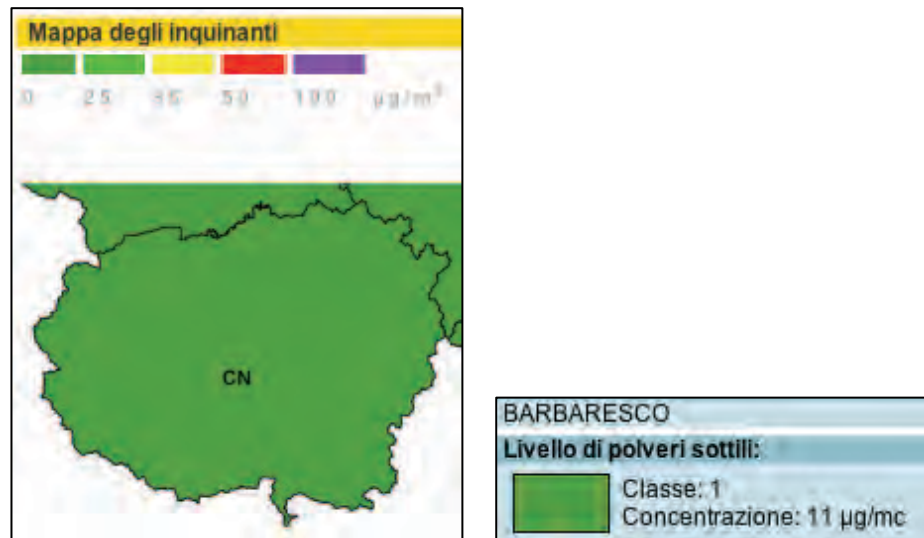 Mappa degli inquinanti
0 25 35 50 100 µg/m³
CN
BARBARESCO
Livello di polveri sottili:
Classe: 1
Concentrazione: 11 µg/mc